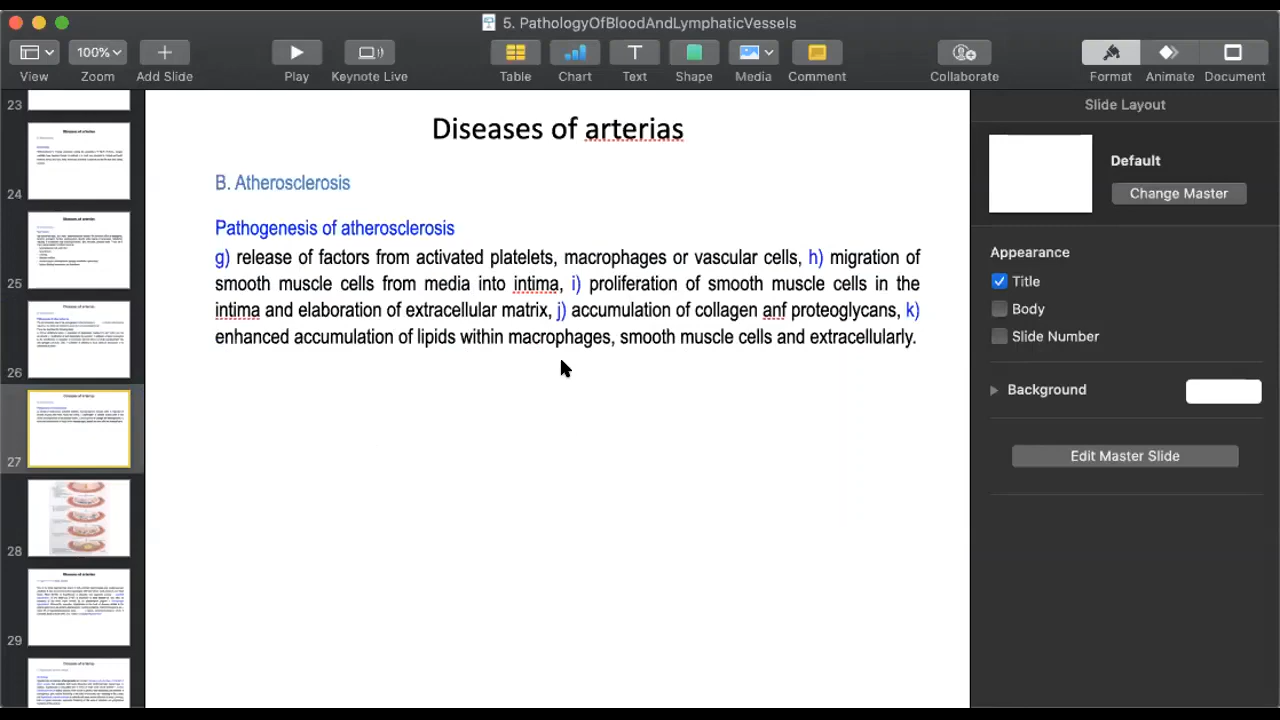 5. PathologyOfBloodAndLymphaticVessels
100%
View
Zoom
Add Slide
Play
Keynote Live
Table
Chart
Text
Shape
Media
Comment
Collaborate
Format
Animate
Document
23
24
25
26
27
28
29
Diseases of arterias
B. Atherosclerosis
Pathogenesis of atherosclerosis
g) release of factors from activated platelets, macrophages or vascular cells, h) migration of
smooth muscle cells from media into intima, i) proliferation of smooth muscle cells in the
intima and elaboration of extracellular matrix, j) accumulation of collagen anf proteoglycans, k)
enhanced accumulation of lipids within macrophages, smooth muscle cells and extracellularly.
Slide Layout
Default
Change Master
Appearance
Title
Body
Slide Number
Background
Edit Master Slide